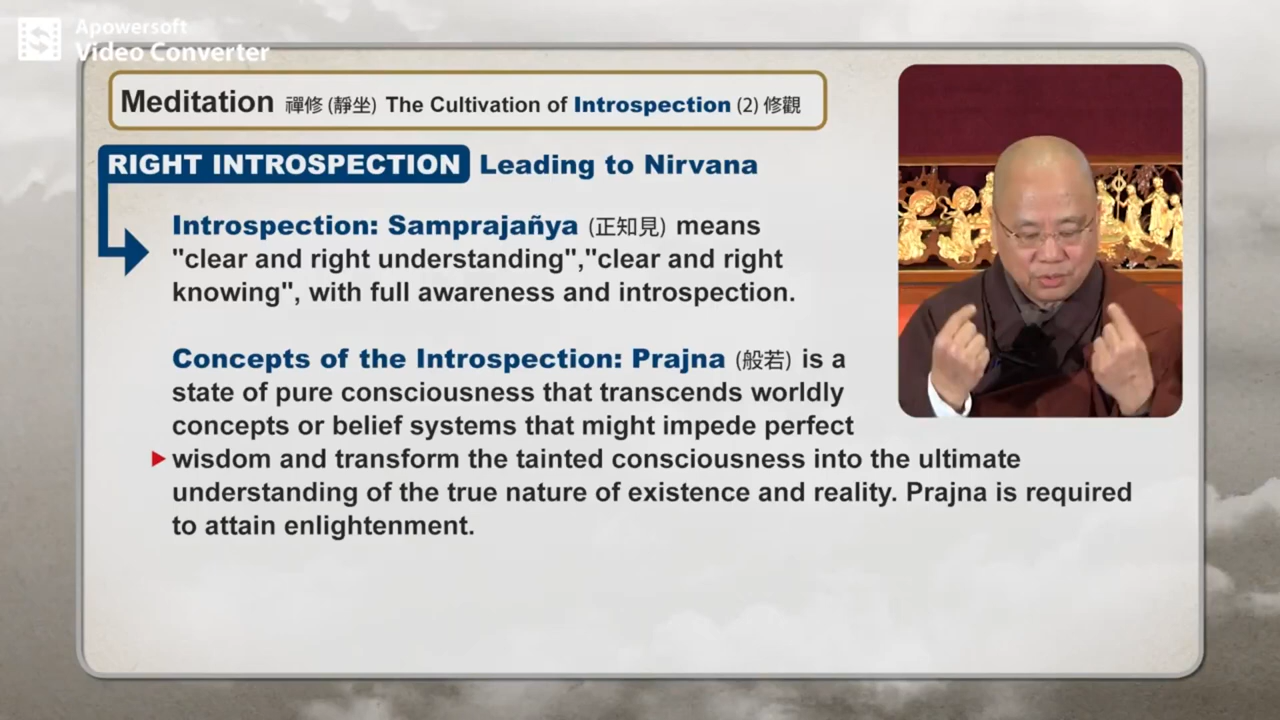 Apowersoft
Video Converter
Meditation 禪修 (靜坐) The Cultivation of Introspection (2) 修觀
RIGHT INTROSPECTION Leading to Nirvana
Introspection: Samprajañya (正知見) means
"clear and right understanding","clear and right
knowing", with full awareness and introspection.
Concepts of the Introspection: Prajna (般若) is a
state of pure consciousness that transcends worldly
concepts or belief systems that might impede perfect
wisdom and transform the tainted consciousness into the ultimate
understanding of the true nature of existence and reality. Prajna is required
to attain enlightenment.